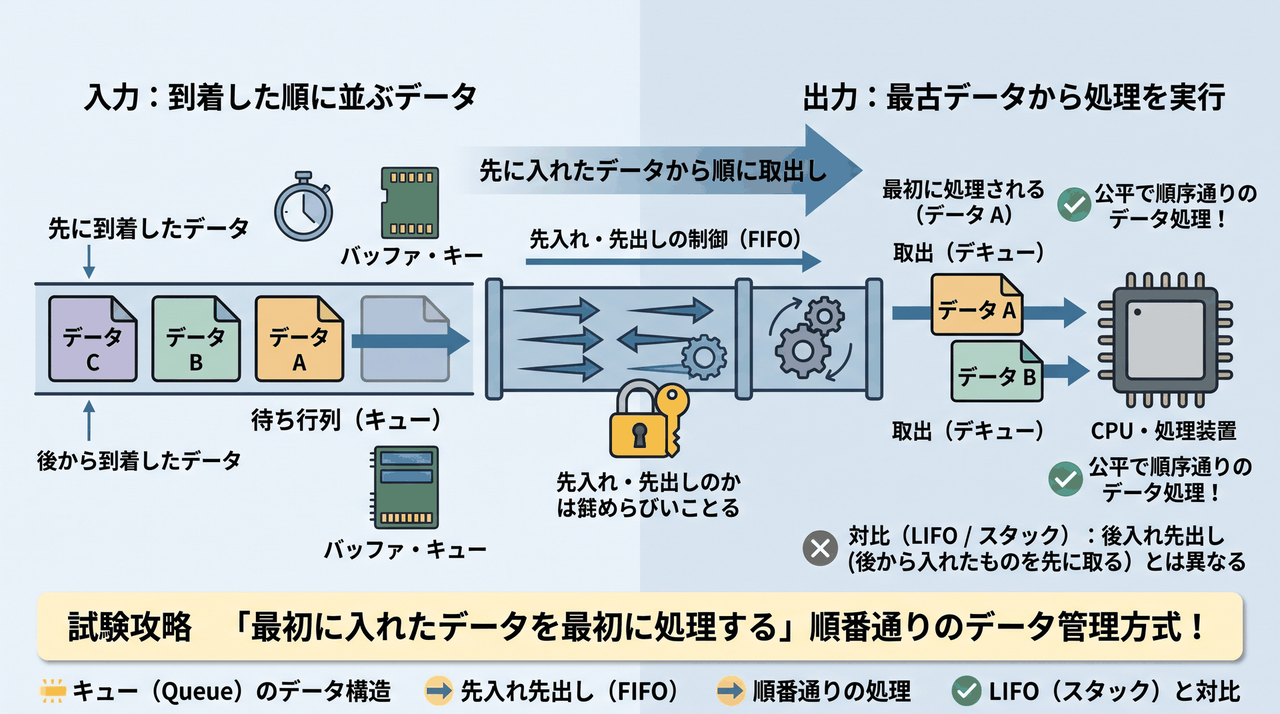 入力：到着した順に並ぶデータ
出力：最古データから処理を実行
先に入れたデータから順に取出し
先に到着したデータ
バッファ・キー
先入れ・先出しの制御（FIFO）
最初に処理される
（データ A）
公平で順序通りの
データ処理！
取出（デキュー）
データ
C
データ
B
データ
A
データ A
データ B
待ち行列（キュー）
後から到着したデータ
バッファ・キュー
先入れ・先出しのか
取出（デキュー）
CPU・処理装置
公平で順序通りの
データ処理！
対比（LIFO / スタック）：後入れ先出し
(後から入れたものを先に取る）とは異なる
試験攻略　「最初に入れたデータを最初に処理する」順番通りのデータ管理方式！
キュー（Queue）のデータ構造
先入れ先出し（FIFO）
順番通りの処理
LIFO（スタック）と対比